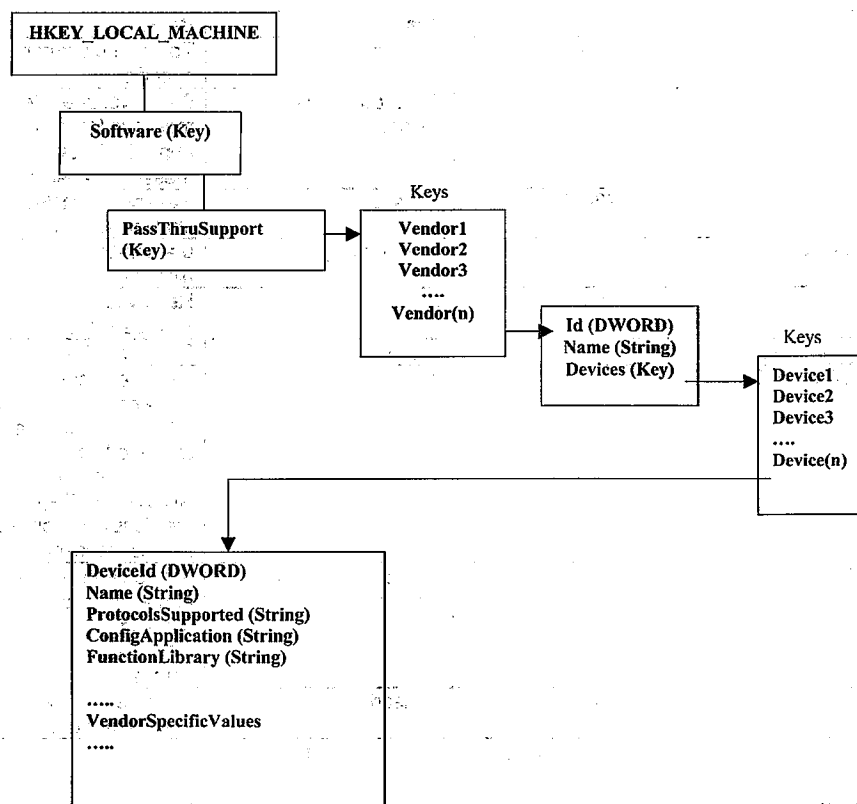 HKEY_LOCAL_MACHINE
Software (Key)
PassThruSupport
(Key)
Keys
Vendor1
Vendor2
Vendor3
....
Vendor(n)
Id (DWORD)
Name (String)
Devices (Key)
Keys
Device1
Device2
Device3
....
Device(n)
DeviceId (DWORD)
Name (String)
ProtocolsSupported (String)
ConfigApplication (String)
FunctionLibrary (String)
.....
VendorSpecificValues
.....